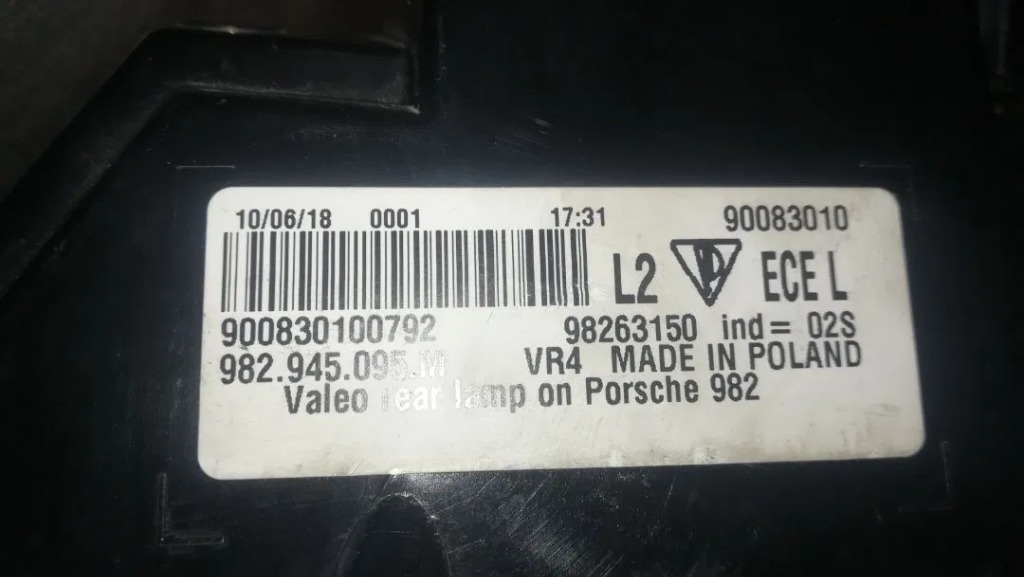 10/06/18 0001 17:31 90083010
L2 ECE L
900830100792 98263150 ind = 02S
982.945.095.M VR4 MADE IN POLAND
Valeo rear lamp on Porsche 982